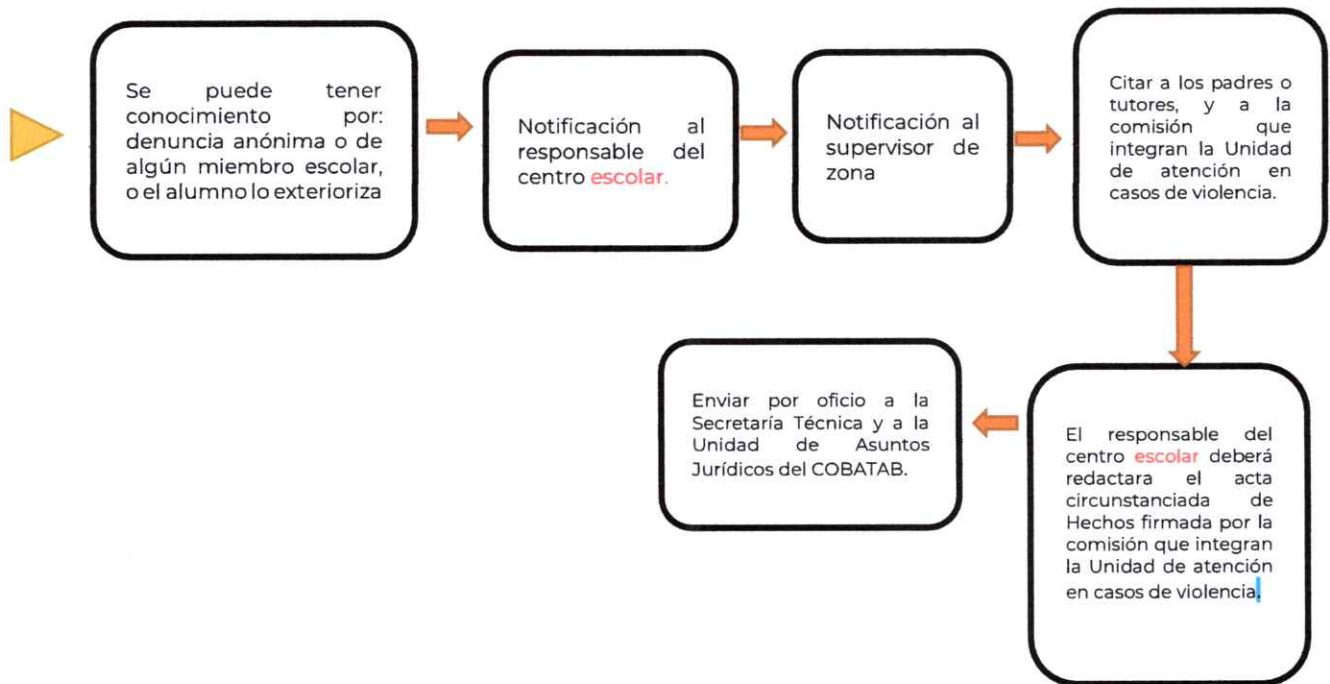 Se puede tener
conocimiento por:
denuncia anónima o de
algún miembro escolar,
o el alumno lo exterioriza
Notificación al
responsable del
centro escolar.
Notificación al
supervisor de
zona
Citar a los padres o
tutores, y a la
comisión que
integran la Unidad
de atención en
casos de violencia.
El responsable del
centro escolar deberá
redactara el acta
circunstanciada de
Hechos firmada por la
comisión que integran
la Unidad de atención
en casos de violencia.
Enviar por oficio a la
Secretaría Técnica y a la
Unidad de Asuntos
Jurídicos del COBATAB.